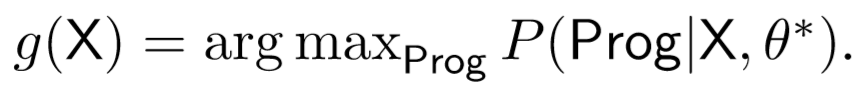 g(X) = arg max_Prog P(Prog|X, θ*).